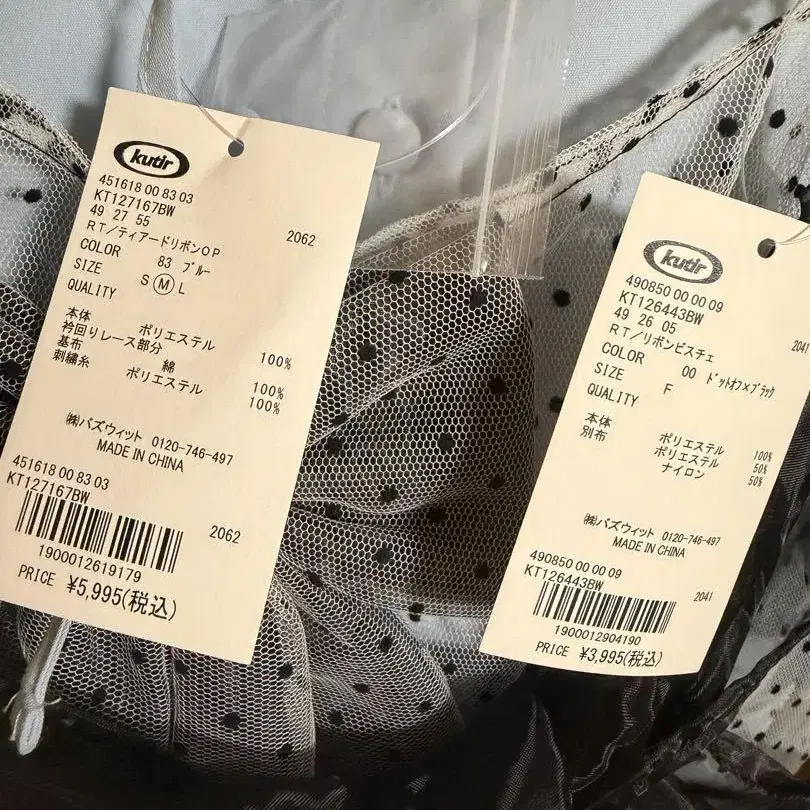 kutir
451618 00 83 03
KT127167BW
49 27 55
RT/ティアードリボンOP 2062
COLOR 83 ブルー
SIZE S M L
QUALITY
本体 ポリエステル 100%
衿回りレース部分
基布 綿 100%
刺繍糸 ポリエステル 100%
㈱バズウィット 0120-746-497
MADE IN CHINA
451618 00 83 03
KT127167BW
2062
1900012619179
PRICE ¥5,995(税込)
kutir
490850 00 00 09
KT126443BW
49 26 05
RT/リボンビスチェ 2041
COLOR 00 ドットオフ×ブラック
SIZE F
QUALITY
本体 ポリエステル 100%
別布 ポリエステル 50%
ナイロン 50%
㈱バズウィット 0120-746-497
MADE IN CHINA
490850 00 00 09
KT126443BW
2041
1900012904190
PRICE ¥3,995(税込)